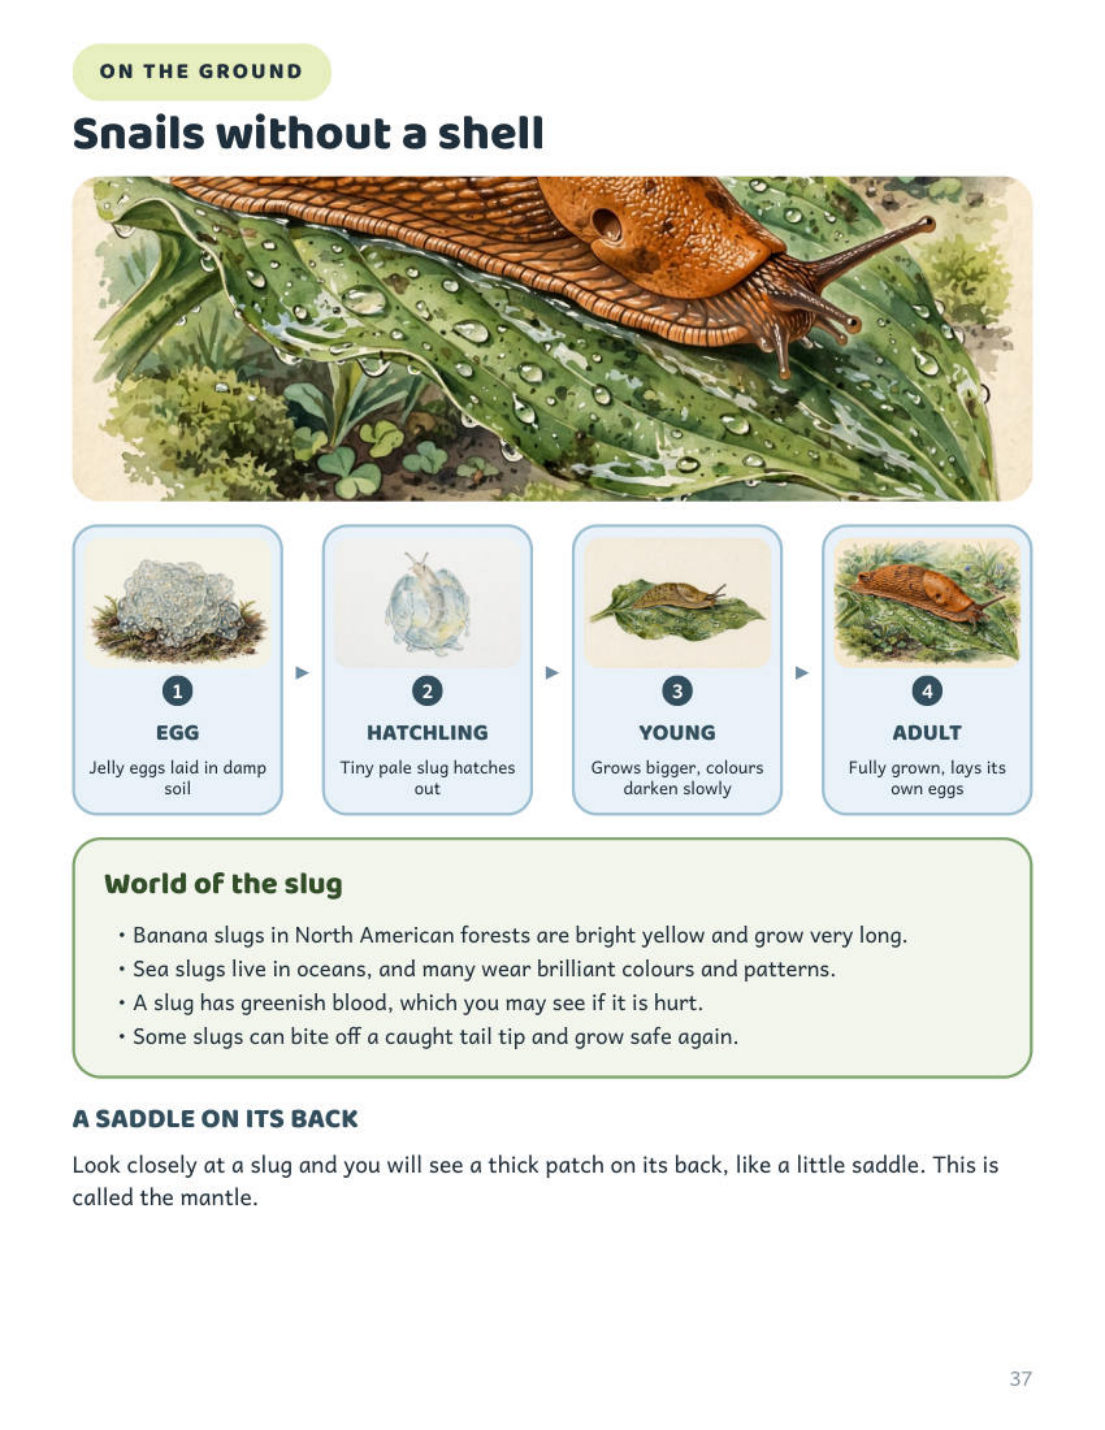 ON THE GROUND
Snails without a shell
1
EGG
Jelly eggs laid in damp
soil
2
HATCHLING
Tiny pale slug hatches
out
3
YOUNG
Grows bigger, colours
darken slowly
4
ADULT
Fully grown, lays its
own eggs
World of the slug
• Banana slugs in North American forests are bright yellow and grow very long.
• Sea slugs live in oceans, and many wear brilliant colours and patterns.
• A slug has greenish blood, which you may see if it is hurt.
• Some slugs can bite off a caught tail tip and grow safe again.
A SADDLE ON ITS BACK
Look closely at a slug and you will see a thick patch on its back, like a little saddle. This is
called the mantle.
37